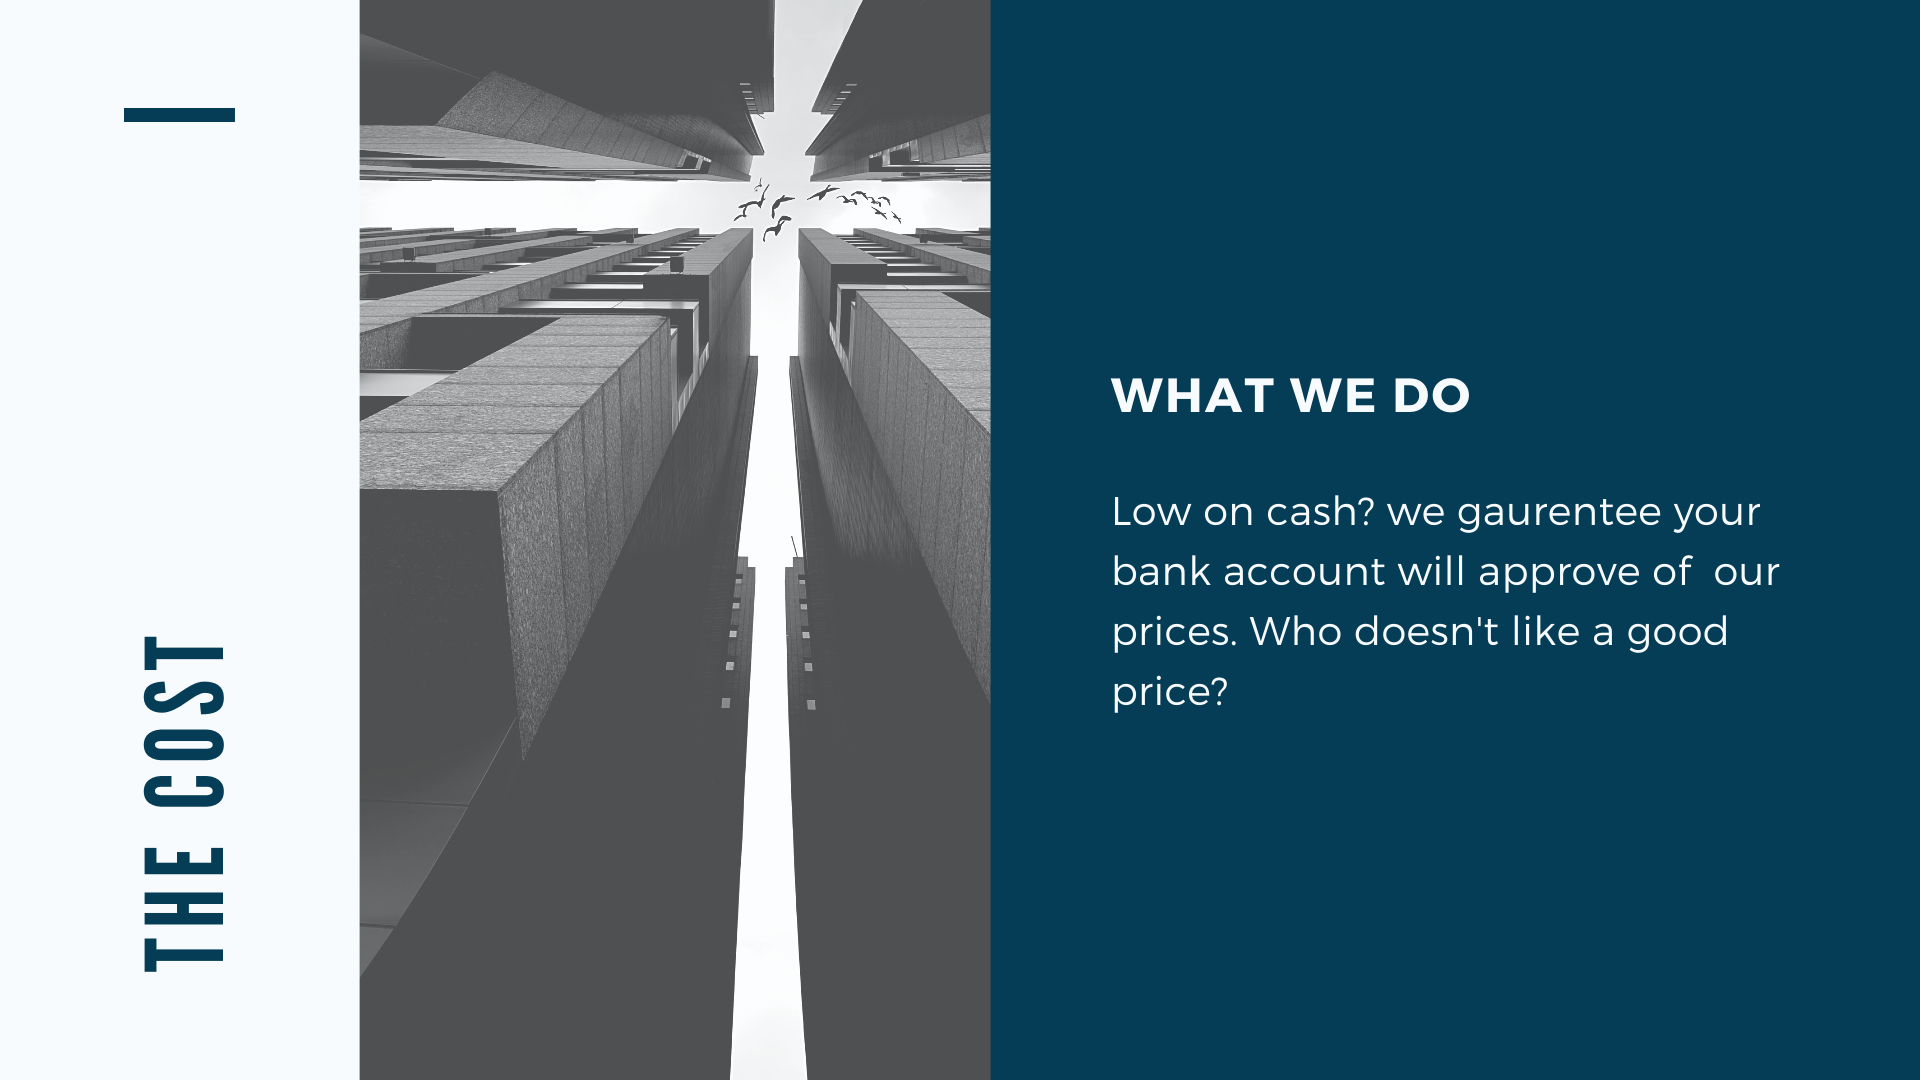 THE COST
WHAT WE DO
Low on cash? we gaurentee your
bank account will approve of  our
prices. Who doesn't like a good
price?